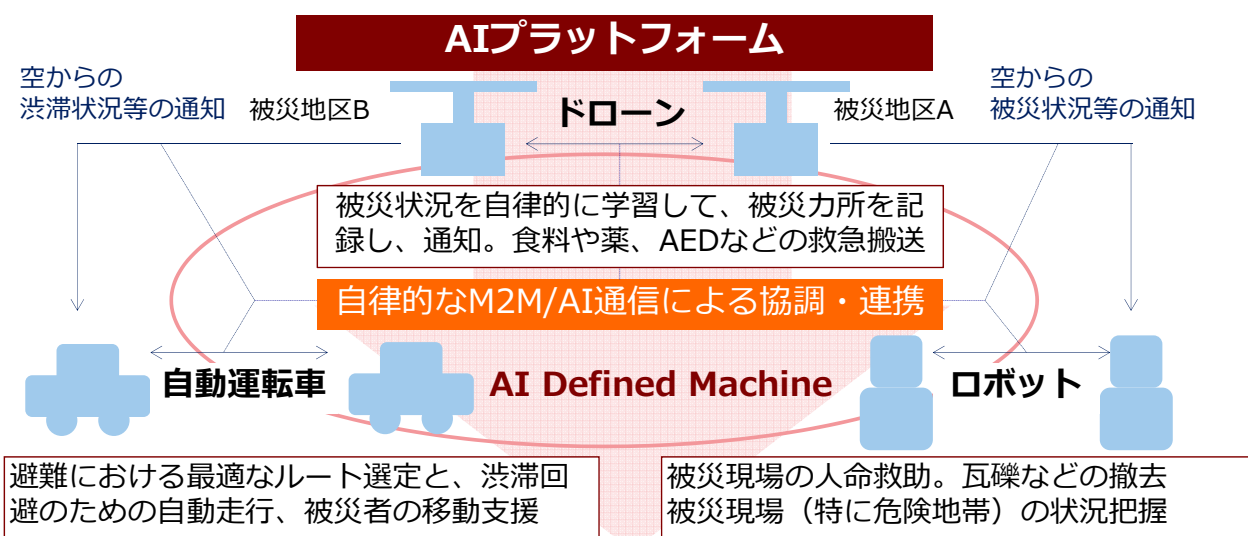 AIプラットフォーム
空からの
渋滞状況等の通知
被災地区B
ドローン
被災地区A
空からの
被災状況等の通知
被災状況を自律的に学習して、被災カ所を記
録し、通知。食料や薬、AEDなどの救急搬送
自律的なM2M/AI通信による協調・連携
自動運転車
AI Defined Machine
ロボット
避難における最適なルート選定と、渋滞回
避のための自動走行、被災者の移動支援
被災現場の人命救助。瓦礫などの撤去
被災現場（特に危険地帯）の状況把握